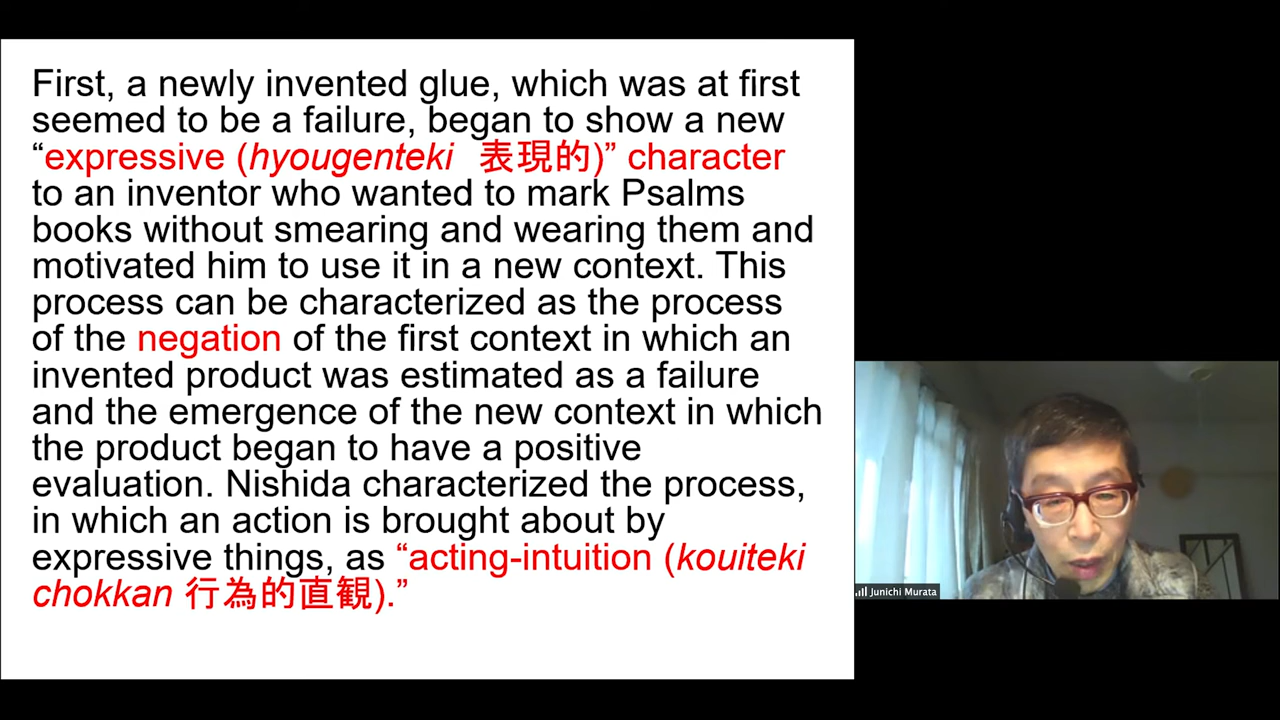 First, a newly invented glue, which was at first
seemed to be a failure, began to show a new
“expressive (hyougenteki 表現的)” character
to an inventor who wanted to mark Psalms
books without smearing and wearing them and
motivated him to use it in a new context. This
process can be characterized as the process
of the negation of the first context in which an
invented product was estimated as a failure
and the emergence of the new context in which
the product began to have a positive
evaluation. Nishida characterized the process,
in which an action is brought about by
expressive things, as “acting-intuition (kouiteki
chokkan 行為的直観).”
Junichi Murata